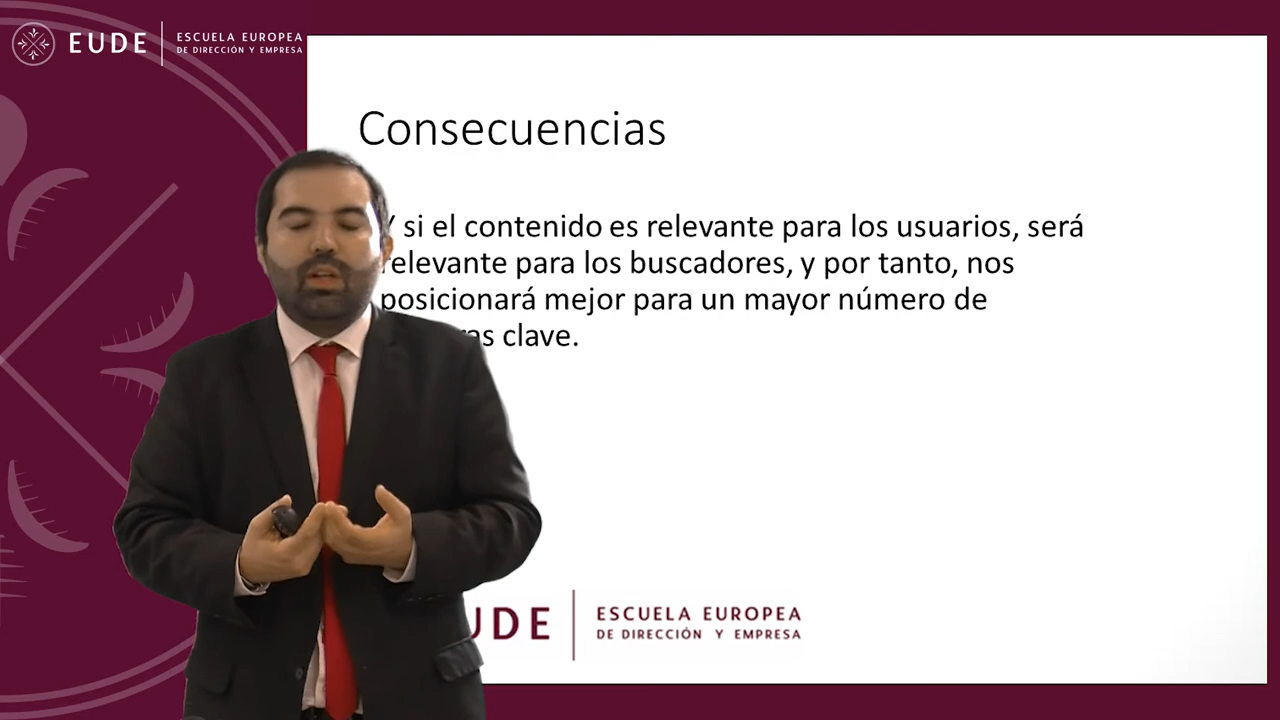 EUDE
ESCUELA EUROPEA
DE DIRECCIÓN Y EMPRESA
Consecuencias
Y si el contenido es relevante para los usuarios, será
relevante para los buscadores, y por tanto, nos
posicionará mejor para un mayor número de
clave.
ESCUELA EUROPEA
DE DIRECCIÓN Y EMPRESA